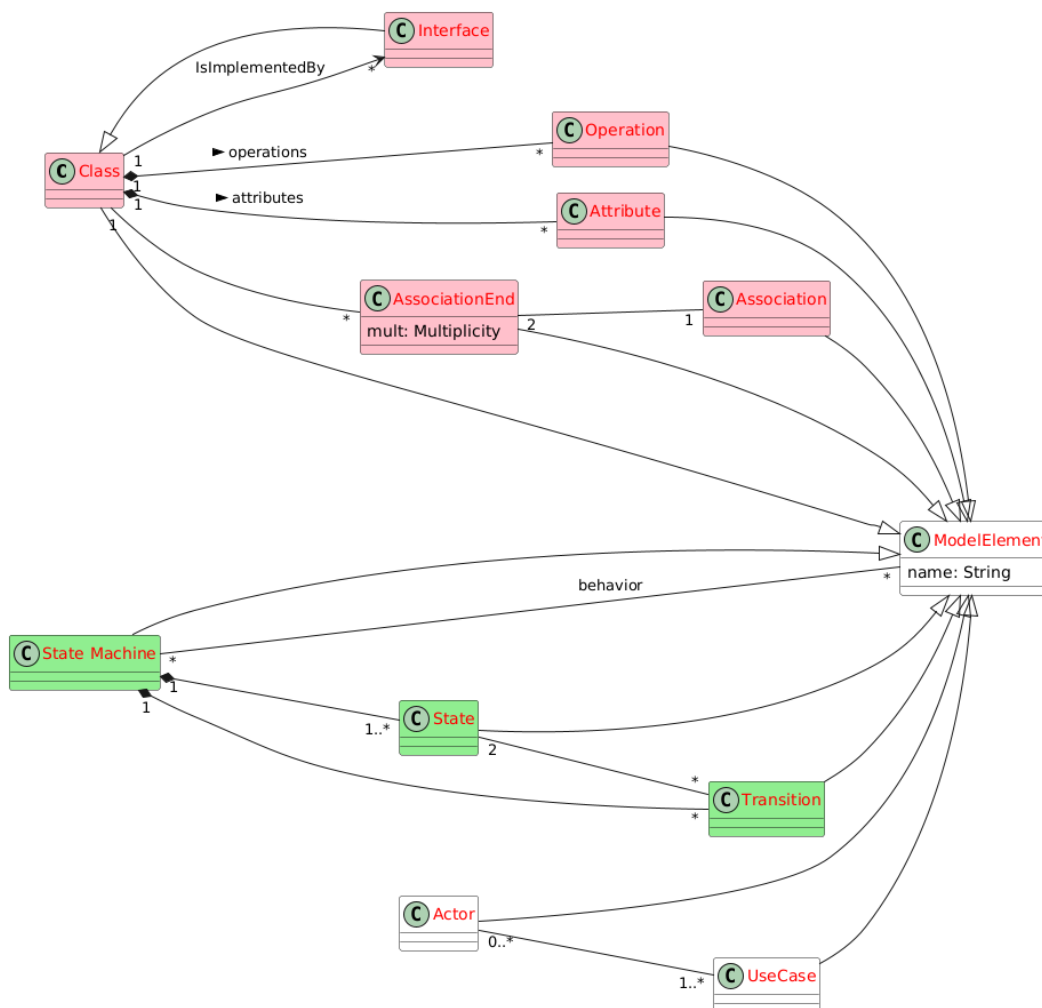 C Interface
IsImplementedBy
*
C Operation
1
operations
*
C Class
1
1
attributes
C Attribute
*
1
C AssociationEnd
mult: Multiplicity
*
2
C Association
1
C ModelElement
name: String
*
behavior
C State Machine
*
1
1
1..*
C State
2
*
C Transition
*
C Actor
0..*
1..*
C UseCase